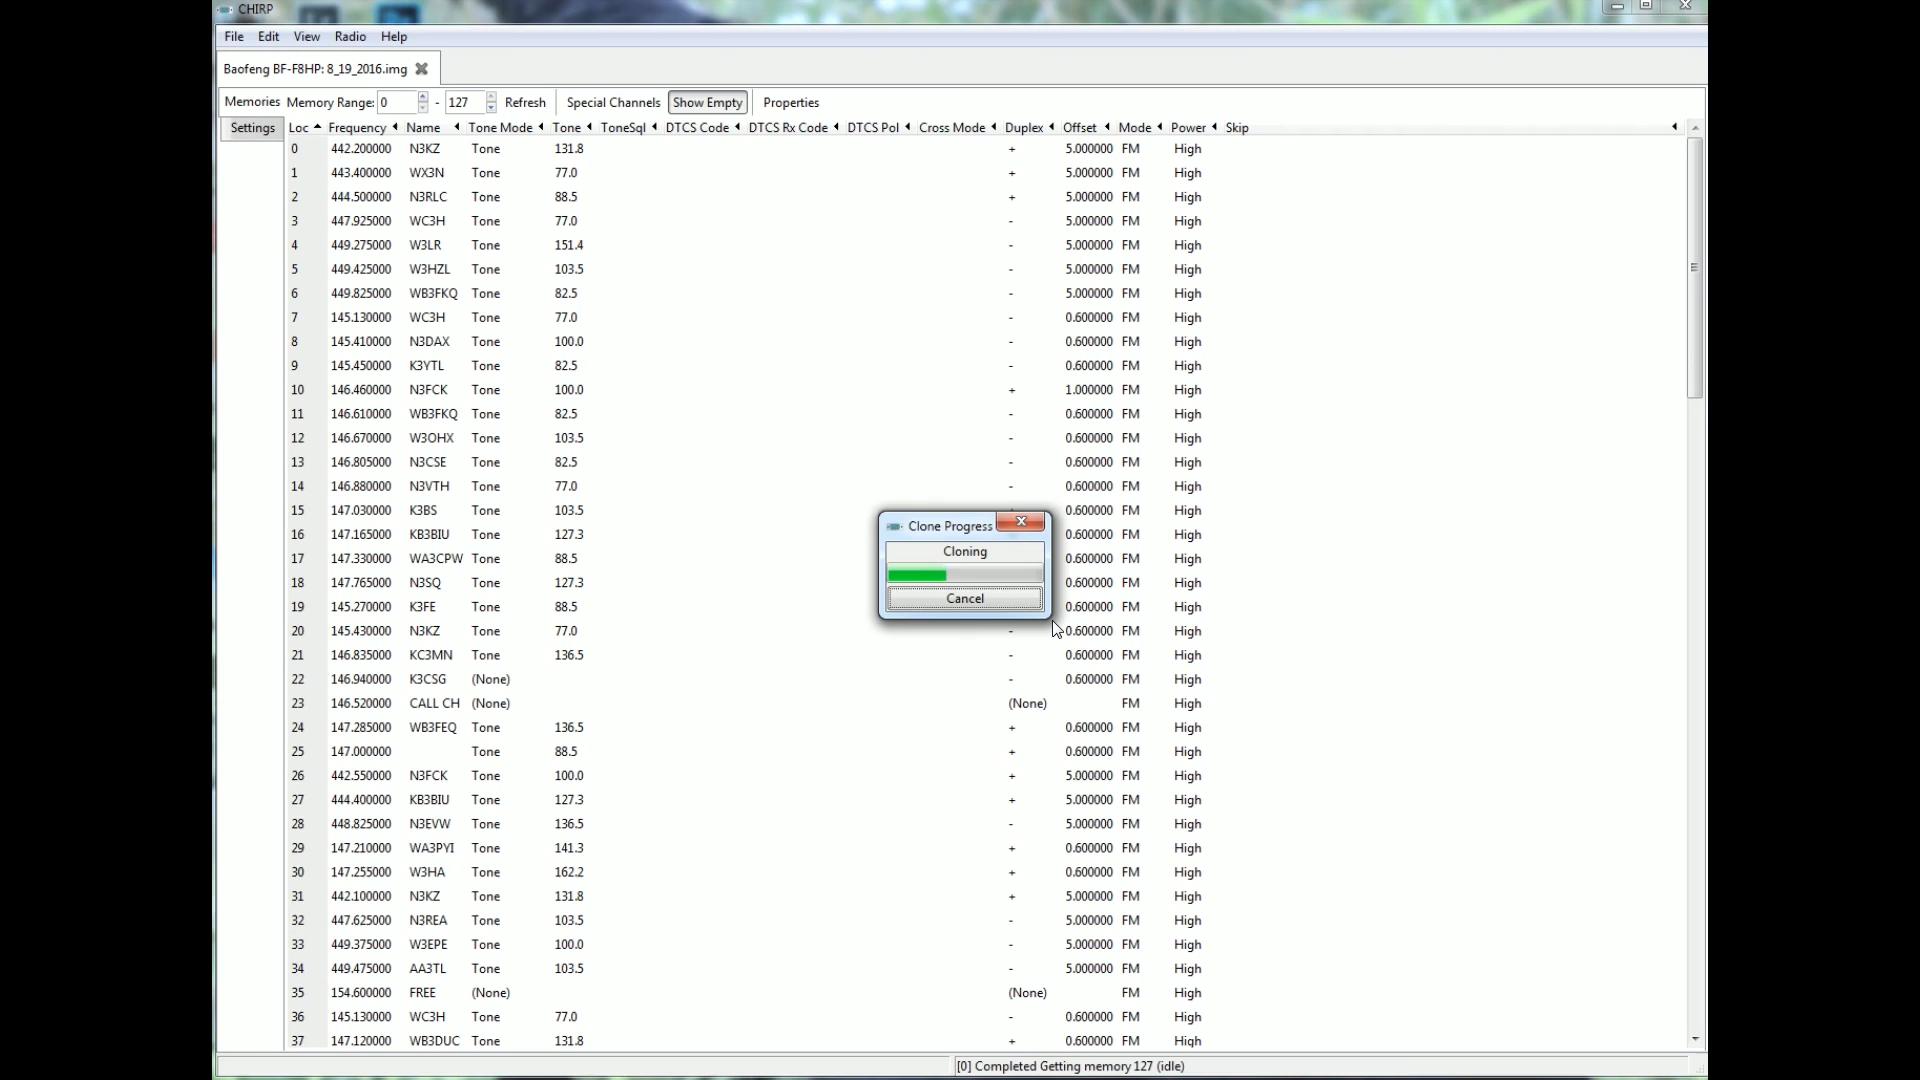 CHIRP
File Edit View Radio Help
Baofeng BF-F8HP: 8_19_2016.img
Memories Memory Range: 0 - 127 Refresh Special Channels Show Empty Properties
Settings Loc Frequency Name Tone Mode Tone ToneSql DTCS Code DTCS Rx Code DTCS Pol Cross Mode Duplex Offset Mode Power Skip
0 442.200000 N3KZ Tone 131.8 + 5.000000 FM High
1 443.400000 WX3N Tone 77.0 + 5.000000 FM High
2 444.500000 N3RLC Tone 88.5 + 5.000000 FM High
3 447.925000 WC3H Tone 77.0 - 5.000000 FM High
4 449.275000 W3LR Tone 151.4 - 5.000000 FM High
5 449.425000 W3HZL Tone 103.5 - 5.000000 FM High
6 449.825000 WB3FKQ Tone 82.5 - 5.000000 FM High
7 145.130000 WC3H Tone 77.0 - 0.600000 FM High
8 145.410000 N3DAX Tone 100.0 - 0.600000 FM High
9 145.450000 K3YTL Tone 82.5 - 0.600000 FM High
10 146.460000 N3FCK Tone 100.0 + 1.000000 FM High
11 146.610000 WB3FKQ Tone 82.5 - 0.600000 FM High
12 146.670000 W3OHX Tone 103.5 - 0.600000 FM High
13 146.805000 N3CSE Tone 82.5 - 0.600000 FM High
14 146.880000 N3VTH Tone 77.0 - 0.600000 FM High
15 147.030000 K3BS Tone 103.5 0.600000 FM High
16 147.165000 KB3BIU Tone 127.3 0.600000 FM High
17 147.330000 WA3CPW Tone 88.5 0.600000 FM High
18 147.765000 N3SQ Tone 127.3 0.600000 FM High
19 145.270000 K3FE Tone 88.5 0.600000 FM High
20 145.430000 N3KZ Tone 77.0 - 0.600000 FM High
21 146.835000 KC3MN Tone 136.5 - 0.600000 FM High
22 146.940000 K3CSG (None) - 0.600000 FM High
23 146.520000 CALL CH (None) (None) FM High
24 147.285000 WB3FEQ Tone 136.5 + 0.600000 FM High
25 147.000000 Tone 88.5 + 0.600000 FM High
26 442.550000 N3FCK Tone 100.0 + 5.000000 FM High
27 444.400000 KB3BIU Tone 127.3 + 5.000000 FM High
28 448.825000 N3EVW Tone 136.5 - 5.000000 FM High
29 147.210000 WA3PYI Tone 141.3 + 0.600000 FM High
30 147.255000 W3HA Tone 162.2 + 0.600000 FM High
31 442.100000 N3KZ Tone 131.8 + 5.000000 FM High
32 447.625000 N3REA Tone 103.5 - 5.000000 FM High
33 449.375000 W3EPE Tone 100.0 - 5.000000 FM High
34 449.475000 AA3TL Tone 103.5 - 5.000000 FM High
35 154.600000 FREE (None) (None) FM High
36 145.130000 WC3H Tone 77.0 - 0.600000 FM High
37 147.120000 WB3DUC Tone 131.8 + 0.600000 FM High
Clone Progress
Cloning
Cancel
[0] Completed Getting memory 127 (idle)